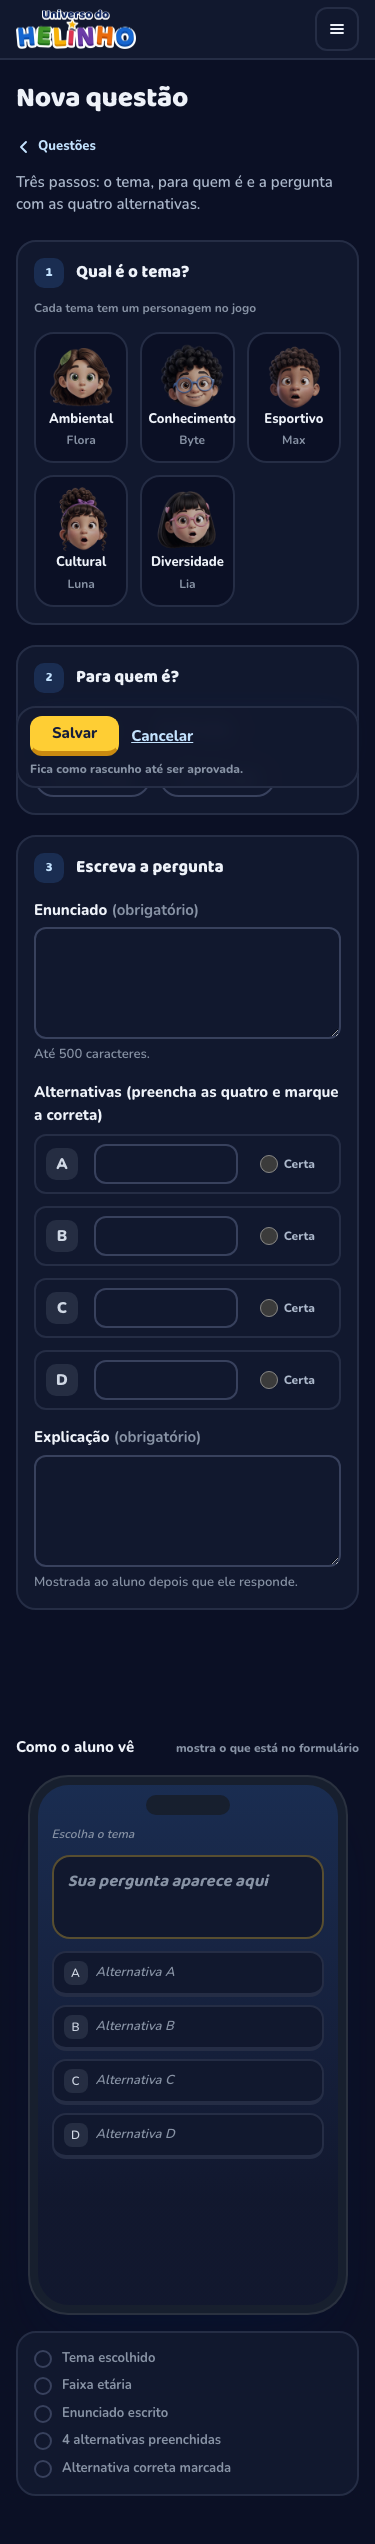 Universo do
HELINHO
Nova questão
Questões
Três passos: o tema, para quem é e a pergunta
com as quatro alternativas.
1 Qual é o tema?
Cada tema tem um personagem no jogo
Ambiental Conhecimento Esportivo
Flora Byte Max
Cultural Diversidade
Luna Lia
2 Para quem é?
Salvar Cancelar
Fica como rascunho até ser aprovada.
3 Escreva a pergunta
Enunciado (obrigatório)
Até 500 caracteres.
Alternativas (preencha as quatro e marque
a correta)
A Certa
B Certa
C Certa
D Certa
Explicação (obrigatório)
Mostrada ao aluno depois que ele responde.
Como o aluno vê mostra o que está no formulário
Escolha o tema
Sua pergunta aparece aqui
A Alternativa A
B Alternativa B
C Alternativa C
D Alternativa D
Tema escolhido
Faixa etária
Enunciado escrito
4 alternativas preenchidas
Alternativa correta marcada